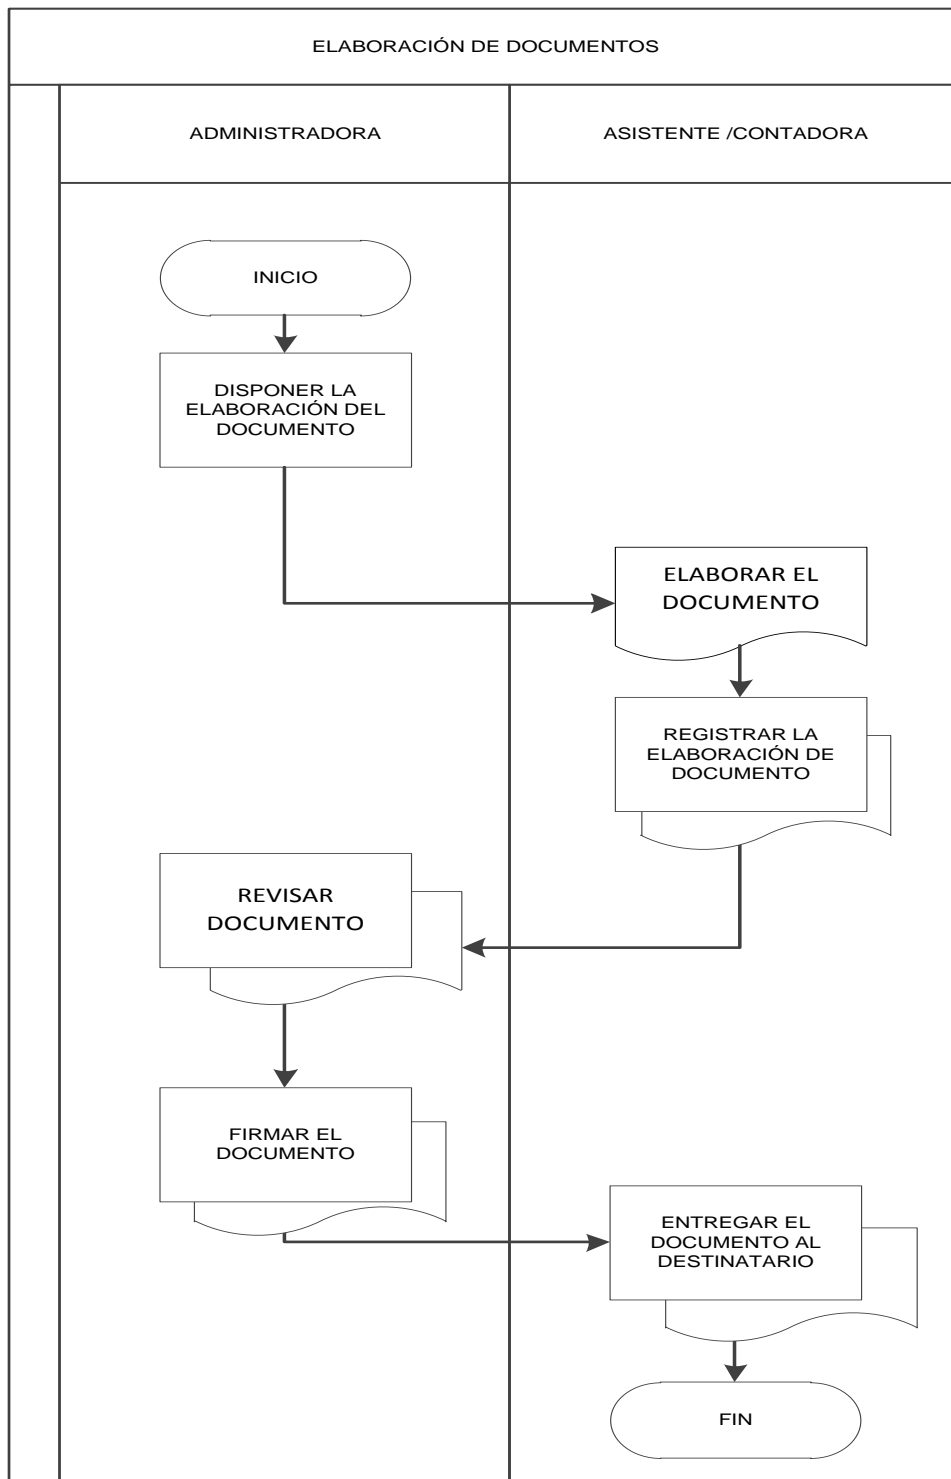 ELABORACIÓN DE DOCUMENTOS
ADMINISTRADORA
ASISTENTE /CONTADORA
INICIO
DISPONER LA
ELABORACIÓN DEL
DOCUMENTO
ELABORAR EL
DOCUMENTO
REGISTRAR LA
ELABORACIÓN DE
DOCUMENTO
REVISAR
DOCUMENTO
FIRMAR EL
DOCUMENTO
ENTREGAR EL
DOCUMENTO AL
DESTINATARIO
FIN